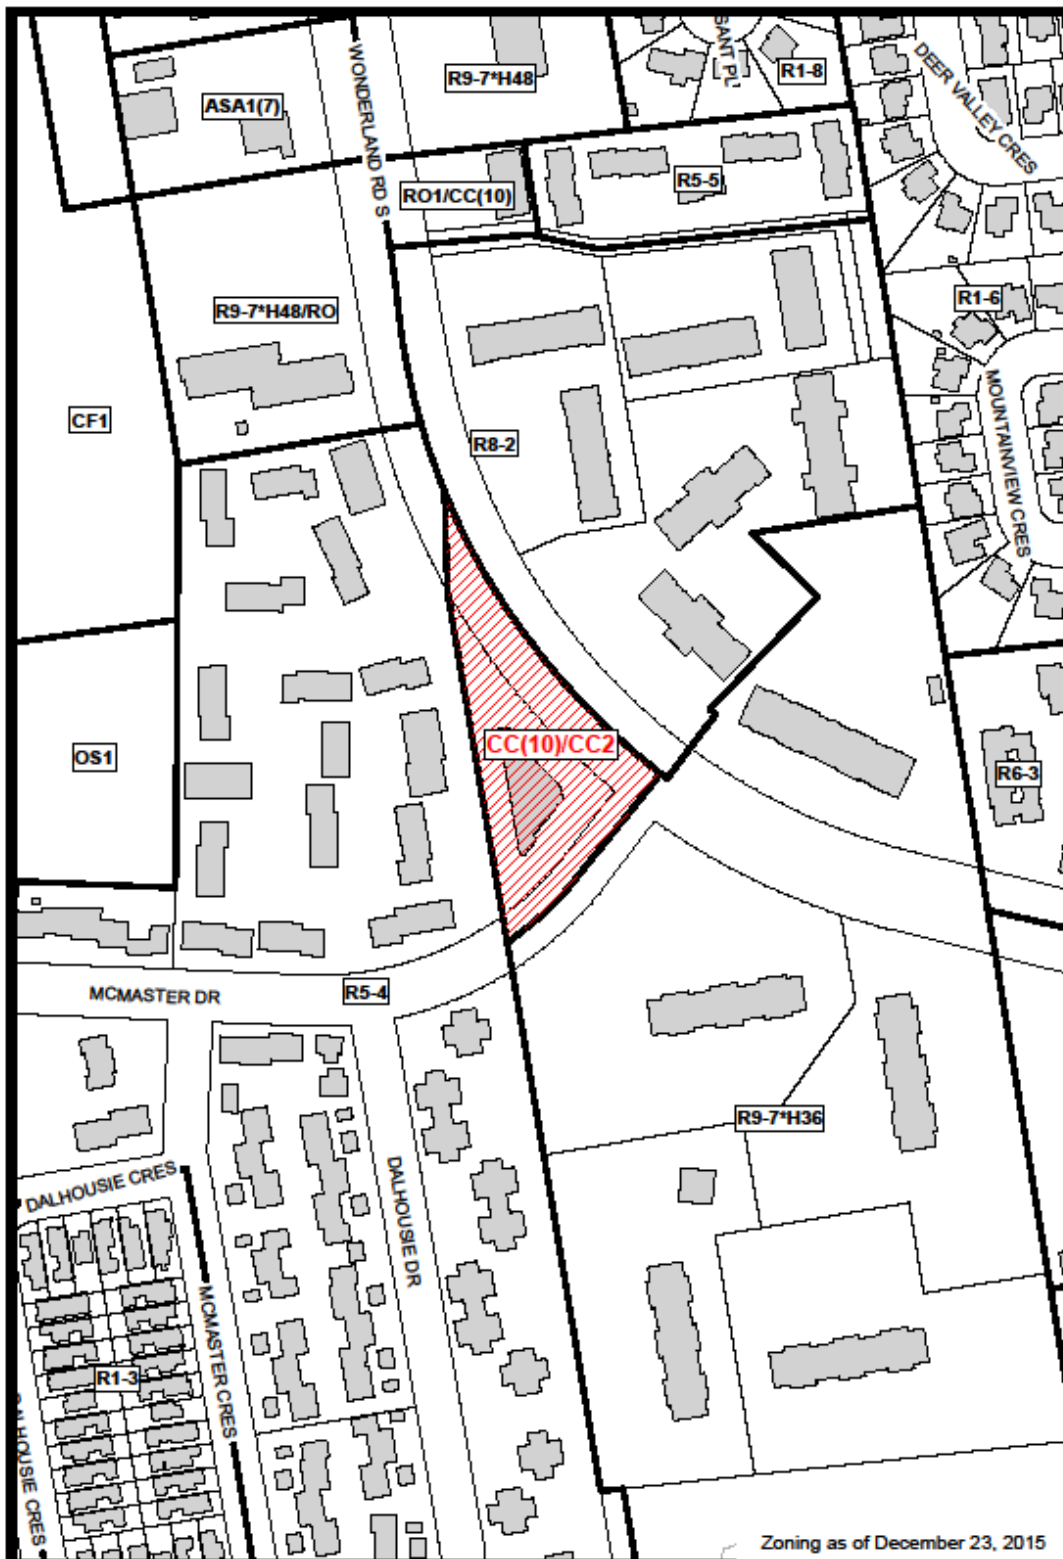 SANT PL
R1-8
DEER VALLEY CRES
WONDERLAND RD S
R9-7*H48
ASA1(7)
RO1/CC(10)
R5-5
R9-7*H48/RO
R1-6
CF1
R8-2
MOUNTAINVIEW CRES
CC(10)/CC2
OS1
R6-3
MCMASTER DR
R5-4
R9-7*H36
DALHOUSIE CRES
DALHOUSIE DR
MCMASTER CRES
R1-3
DALHOUSIE CRES
Zoning as of December 23, 2015